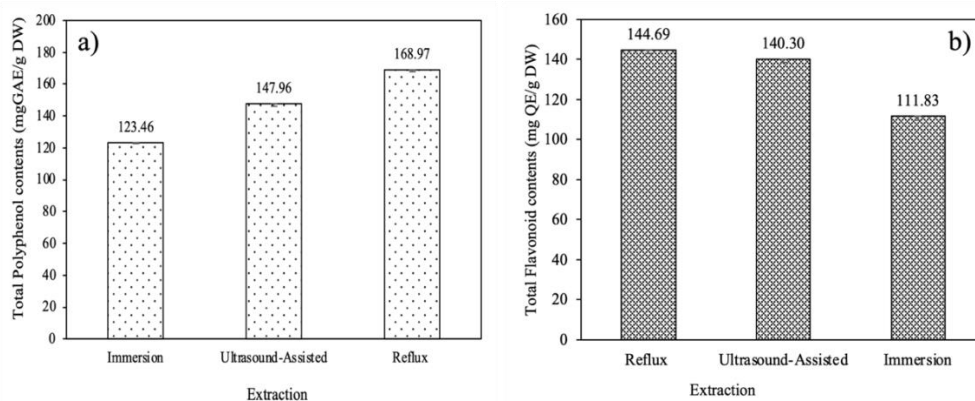 a)
Total Polyphenol contents (mgGAE/g DW)
200
180
160
140
120
100
80
60
40
20
0
123.46
147.96
168.97
Immersion
Ultrasound-Assisted
Reflux
Extraction
b)
Total Flavonoid contents (mg QE/g DW)
160
140
120
100
80
60
40
20
0
144.69
140.30
111.83
Reflux
Ultrasound-Assisted
Immersion
Extraction